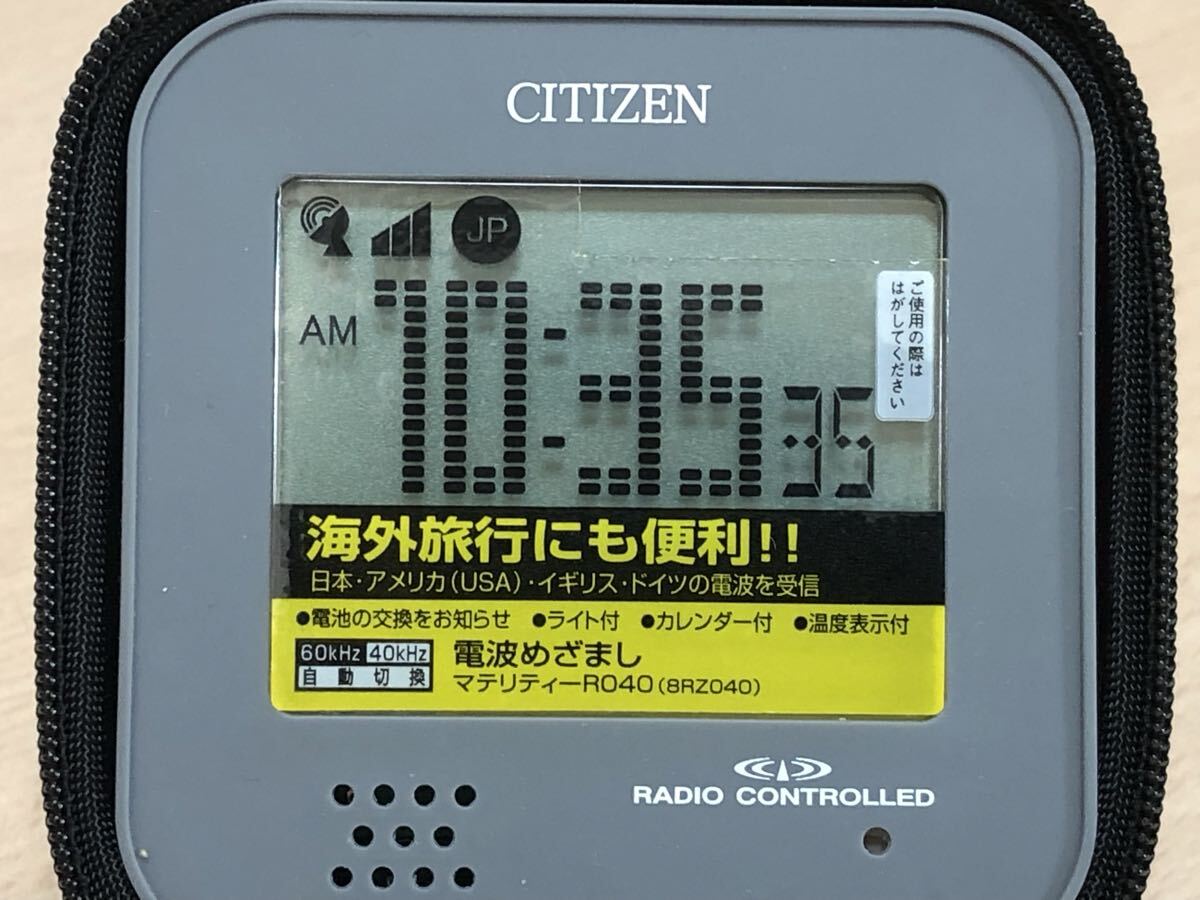 CITIZEN
JP
AM 10:35 35
ご使用の際は
はがしてください
海外旅行にも便利!!
日本・アメリカ(USA)・イギリス・ドイツの電波を受信
●電池の交換をお知らせ ●ライト付 ●カレンダー付 ●温度表示付
60kHz 40kHz
自動切換
電波めざまし
マテリティーR040(8RZ040)
RADIO CONTROLLED